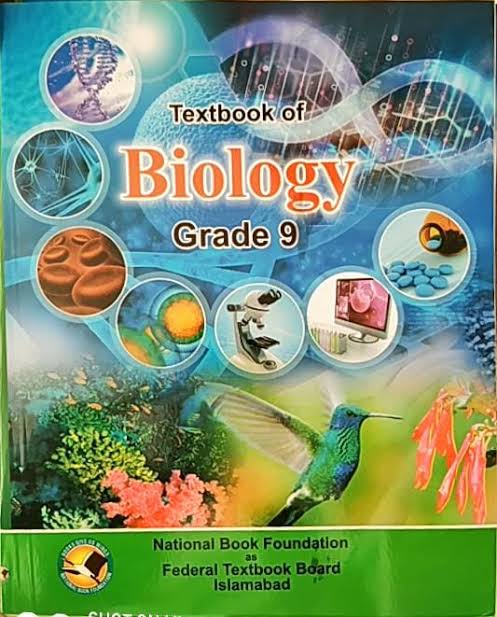 Textbook of
Biology
Grade 9
National Book Foundation
as
Federal Textbook Board
Islamabad